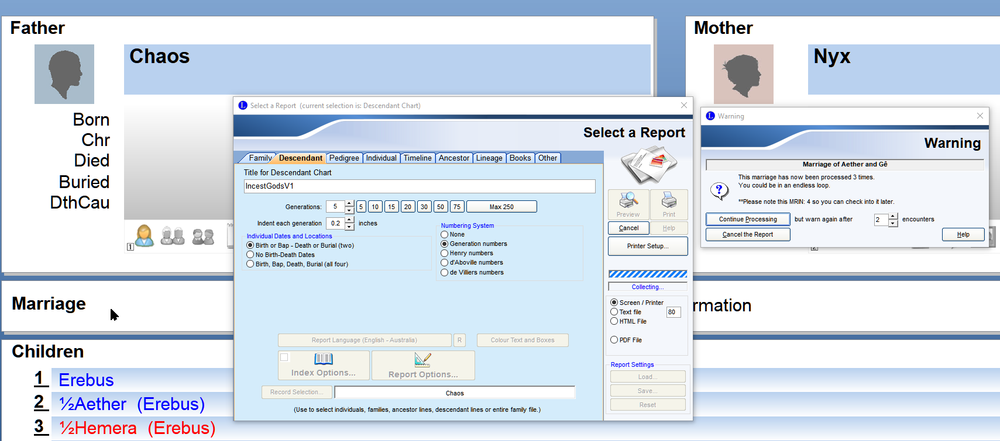 Father
Chaos
Born
Chr
Died
Buried
DthCau
1
Mother
Nyx
2
L Select a Report (current selection is: Descendant Chart)
Select a Report
Family Descendant Pedigree Individual Timeline Ancestor Lineage Books Other
Title for Descendant Chart
IncestGodsV1
Generations: 5 5 10 15 20 30 50 75 Max 250
Indent each generation 0.2 inches
Individual Dates and Locations
Birth or Bap - Death or Burial (two)
No Birth-Death Dates
Birth, Bap, Death, Burial (all four)
Numbering System
None
Generation numbers
Henry numbers
d'Aboville numbers
de Villiers numbers
Report Language (English - Australia) R Colour Text and Boxes
Index Options... Report Options...
Record Selection... Chaos
(Use to select individuals, families, ancestor lines, descendant lines or entire family file.)
Preview Print
Cancel Help
Printer Setup...
Collecting...
Screen / Printer
Text file 80
HTML File
PDF File
Report Settings
Load...
Save...
Reset
L Warning
Warning
Marriage of Aether and Gê
This marriage has now been processed 3 times.
You could be in an endless loop.
**Please note this MRIN: 4 so you can check into it later.
Continue Processing but warn again after 2 encounters
Cancel the Report Help
Marriage
rmation
Children
1 Erebus
2 ½Aether (Erebus)
3 ½Hemera (Erebus)